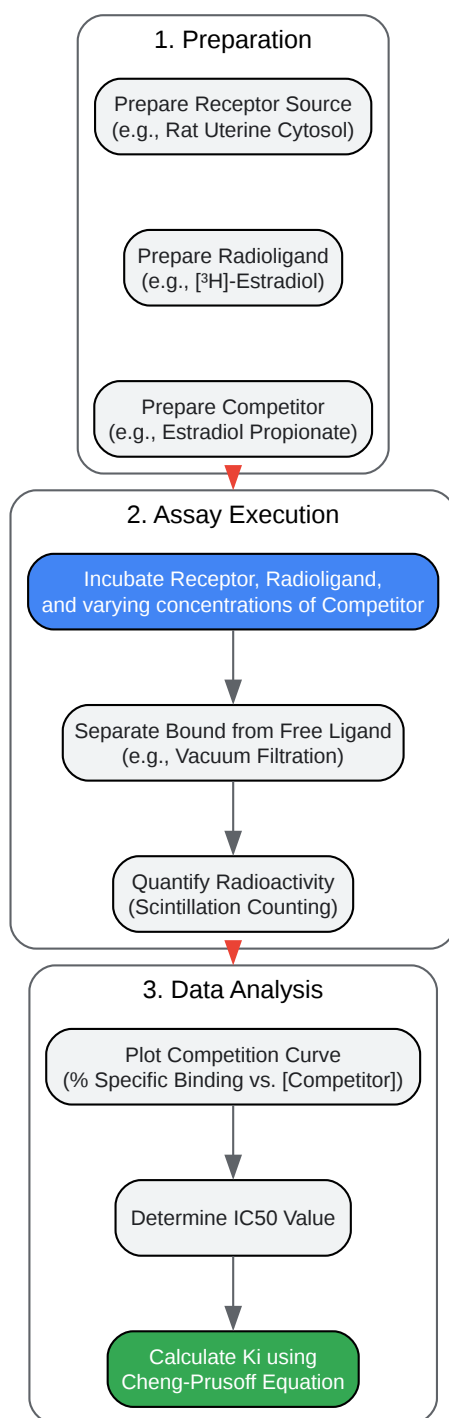 1. Preparation
Prepare Receptor Source
(e.g., Rat Uterine Cytosol)
Prepare Radioligand
(e.g., [³H]-Estradiol)
Prepare Competitor
(e.g., Estradiol Propionate)
2. Assay Execution
Incubate Receptor, Radioligand,
and varying concentrations of Competitor
Separate Bound from Free Ligand
(e.g., Vacuum Filtration)
Quantify Radioactivity
(Scintillation Counting)
3. Data Analysis
Plot Competition Curve
(% Specific Binding vs. [Competitor])
Determine IC50 Value
Calculate Ki using
Cheng-Prusoff Equation